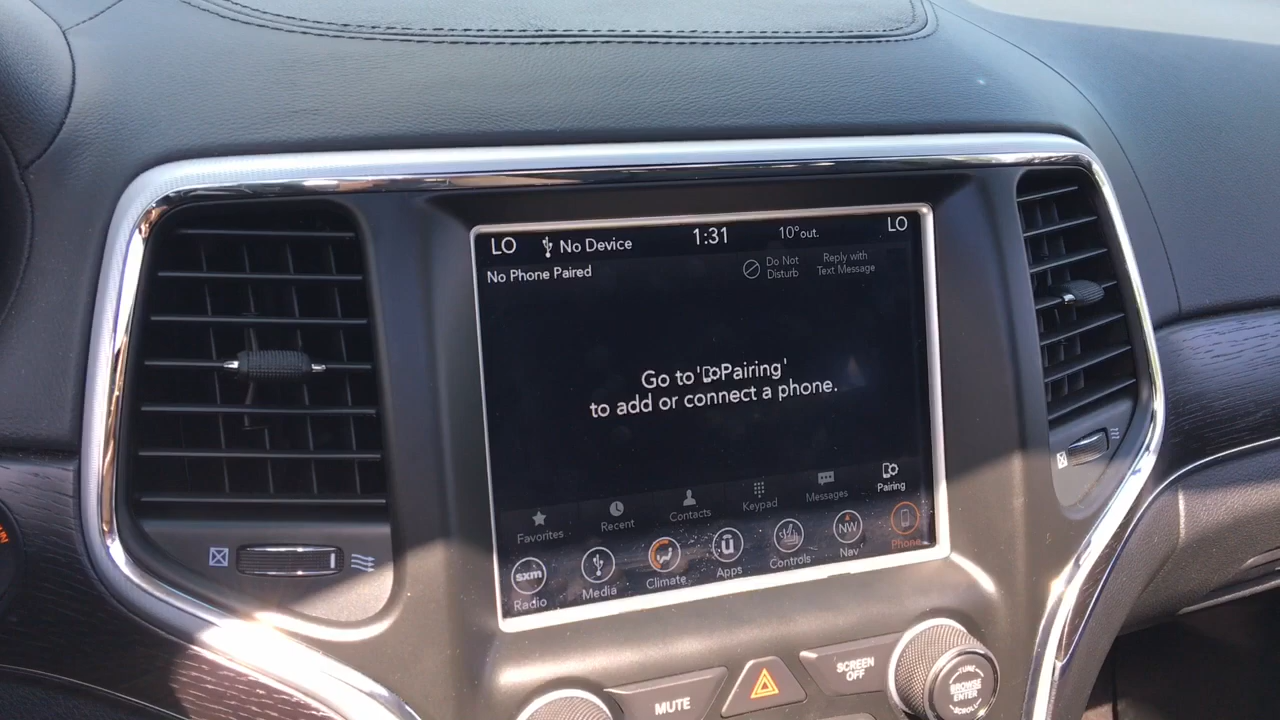 LO No Device 1:31 10°out. LO
No Phone Paired
Do Not
Disturb
Reply with
Text Message
Go to 'Pairing'
to add or connect a phone.
Favorites Recent Contacts Keypad Messages Pairing
sxm U NW
Radio Media Climate Apps Controls Nav Phone
MUTE
SCREEN
OFF
TUNE
BROWSE
ENTER
SCROLL